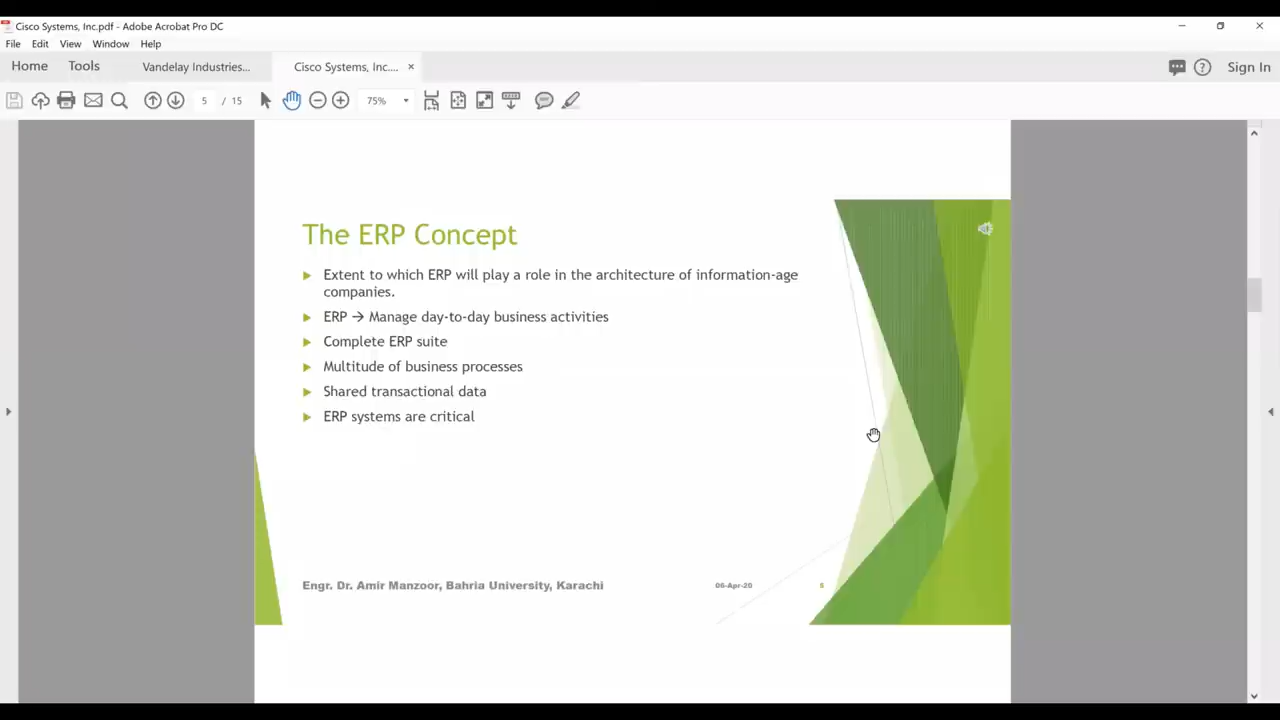 Cisco Systems, Inc.pdf - Adobe Acrobat Pro DC
File Edit View Window Help
Home Tools Vandelay Industries... Cisco Systems, Inc.... × Sign In
5 / 15 75%
The ERP Concept
Extent to which ERP will play a role in the architecture of information-age
companies.
ERP → Manage day-to-day business activities
Complete ERP suite
Multitude of business processes
Shared transactional data
ERP systems are critical
Engr. Dr. Amir Manzoor, Bahria University, Karachi 06-Apr-20 5